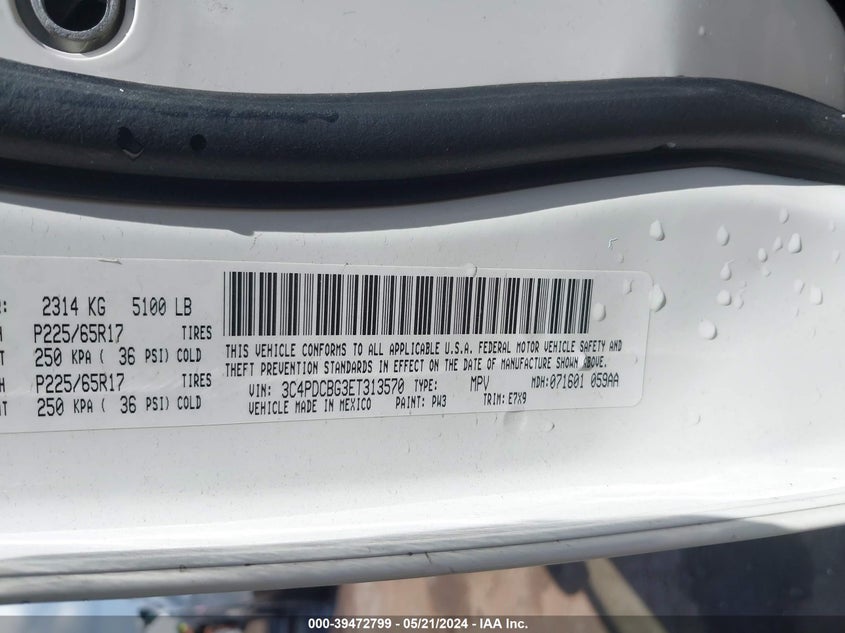 R: 2314 KG 5100 LB
H P225/65R17 TIRES
T 250 KPA ( 36 PSI) COLD
H P225/65R17 TIRES
NT 250 KPA ( 36 PSI) COLD
THIS VEHICLE CONFORMS TO ALL APPLICABLE U.S.A. FEDERAL MOTOR VEHICLE SAFETY AND
THEFT PREVENTION STANDARDS IN EFFECT ON THE DATE OF MANUFACTURE SHOWN ABOVE.
VIN: 3C4PDCBG3ET313570 TYPE: MPV MDH: 071601 059AA
VEHICLE MADE IN MEXICO PAINT: PW3 TRIM: E7X9
000-39472799 - 05/21/2024 - IAAI.com